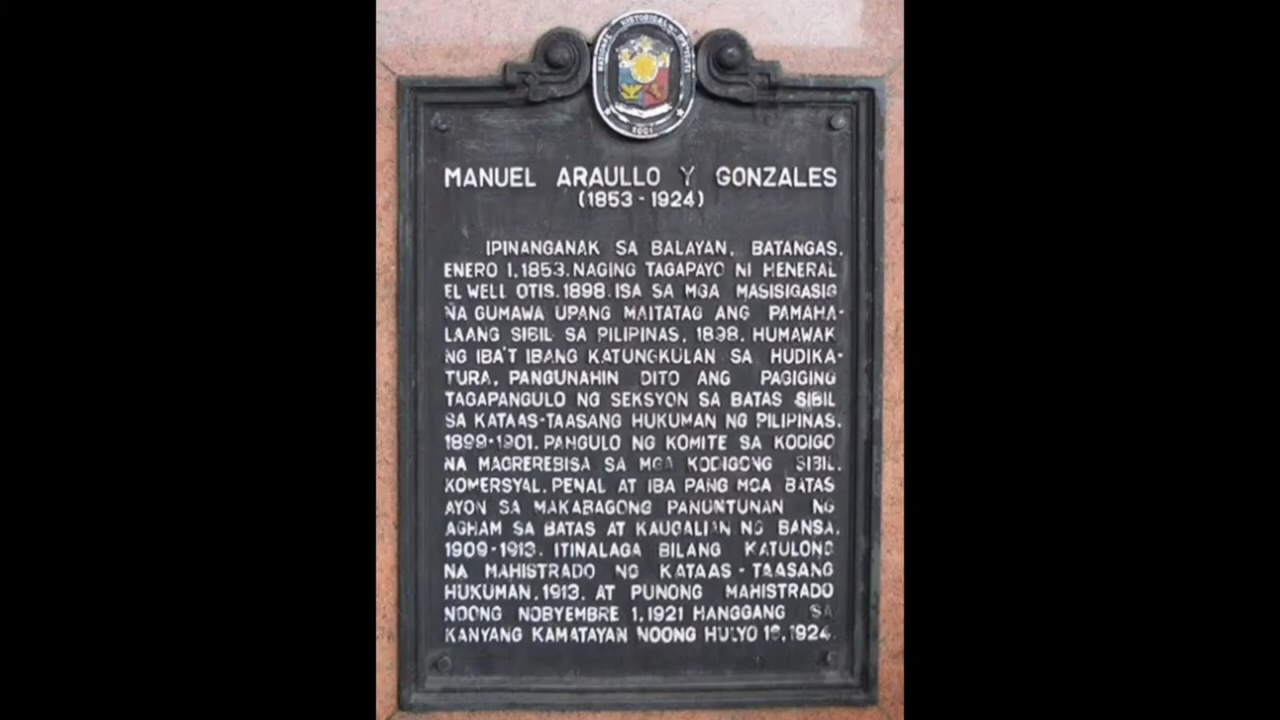 NATIONAL HISTORICAL INSTITUTE
MANUEL ARAULLO Y GONZALES
(1853 - 1924)
IPINANGANAK SA BALAYAN, BATANGAS,
ENERO 1, 1853. NAGING TAGAPAYO NI HENERAL
ELWELL OTIS, 1898. ISA SA MGA MASISIGASIG
NA GUMAWA UPANG MAITATAG ANG PAMAHA-
LAANG SIBIL SA PILIPINAS, 1898. HUMAWAK
NG IBA'T IBANG KATUNGKULAN SA HUDIKA-
TURA, PANGUNAHIN DITO ANG PAGIGING
TAGAPANGULO NG SEKSYON SA BATAS SIBIL
SA KATAAS-TAASANG HUKUMAN NG PILIPINAS,
1899-1901. PANGULO NG KOMITE SA KODIGO
NA MAGREREBISA SA MGA KODIGONG SIBIL,
KOMERSYAL, PENAL AT IBA PANG MGA BATAS
AYON SA MAKABAGONG PANUNTUNAN NG
AGHAM SA BATAS AT KAUGALIAN NG BANSA,
1909-1913. ITINALAGA BILANG KATULONG
NA MAHISTRADO NG KATAAS - TAASANG
HUKUMAN, 1913, AT PUNONG MAHISTRADO
NOONG NOBYEMBRE 1, 1921 HANGGANG SA
KANYANG KAMATAYAN NOONG HULYO 1924.